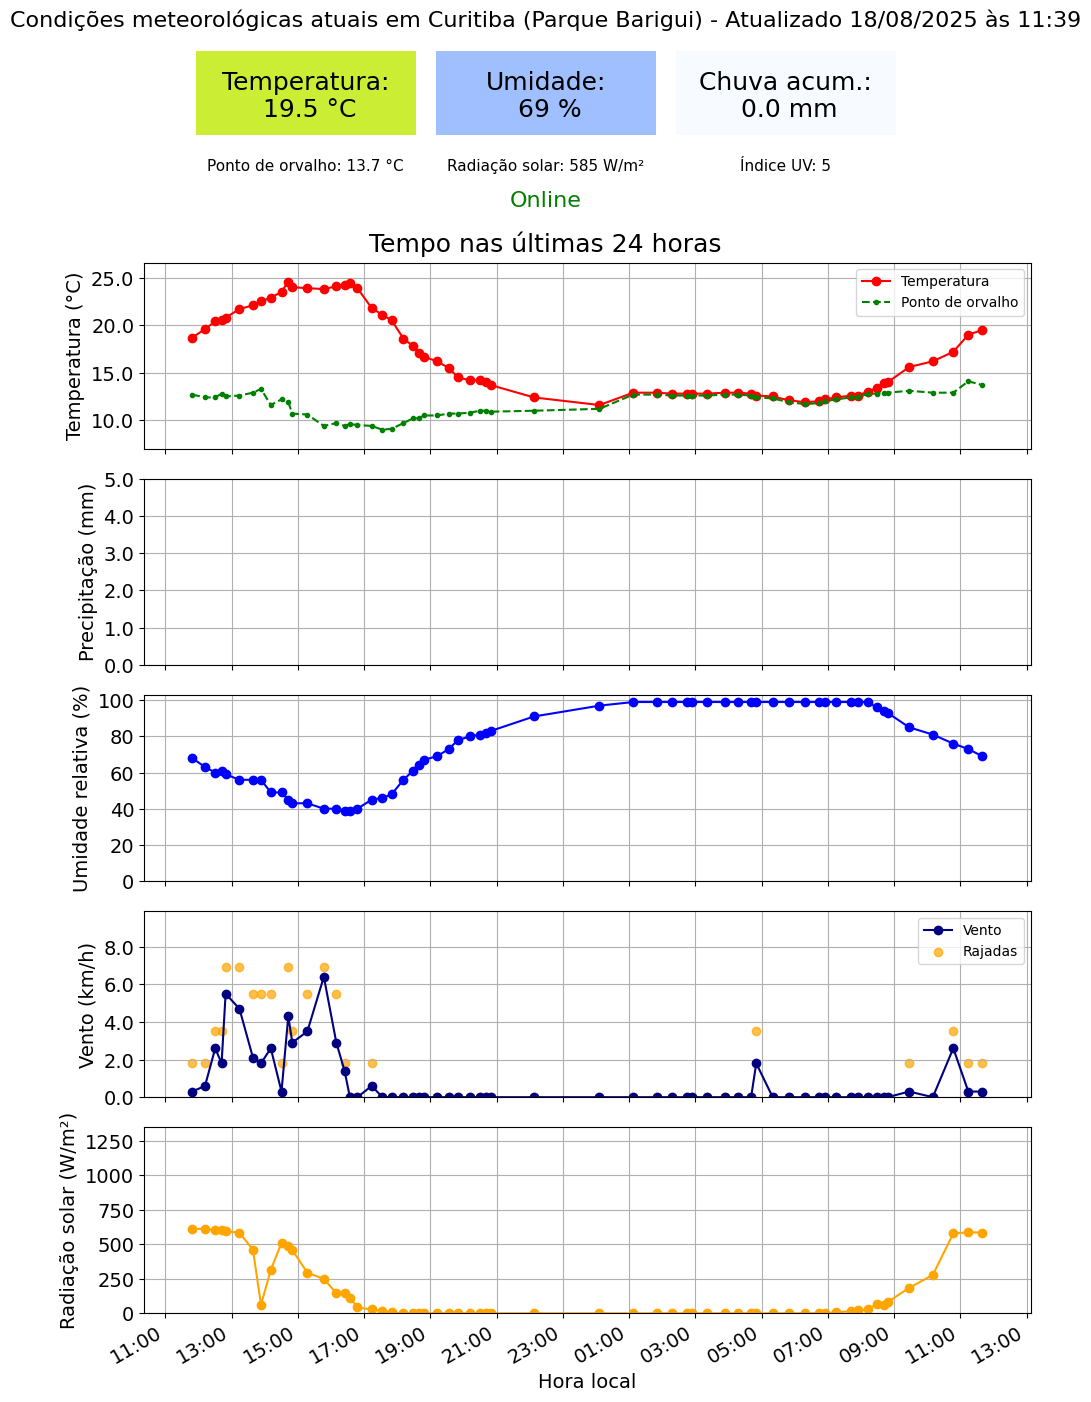 Condições meteorológicas atuais em Curitiba (Parque Barigui) - Atualizado 18/08/2025 às 11:39
Temperatura:
19.5 °C
Umidade:
69 %
Chuva acum.:
0.0 mm
Ponto de orvalho: 13.7 °C
Radiação solar: 585 W/m²
Índice UV: 5
Online
Tempo nas últimas 24 horas
Temperatura (°C)
25.0
20.0
15.0
10.0
Temperatura
Ponto de orvalho
Precipitação (mm)
5.0
4.0
3.0
2.0
1.0
0.0
Umidade relativa (%)
100
80
60
40
20
0
Vento (km/h)
8.0
6.0
4.0
2.0
0.0
Vento
Rajadas
Radiação solar (W/m²)
1250
1000
750
500
250
0
11:00
13:00
15:00
17:00
19:00
21:00
23:00
01:00
03:00
05:00
07:00
09:00
11:00
13:00
Hora local